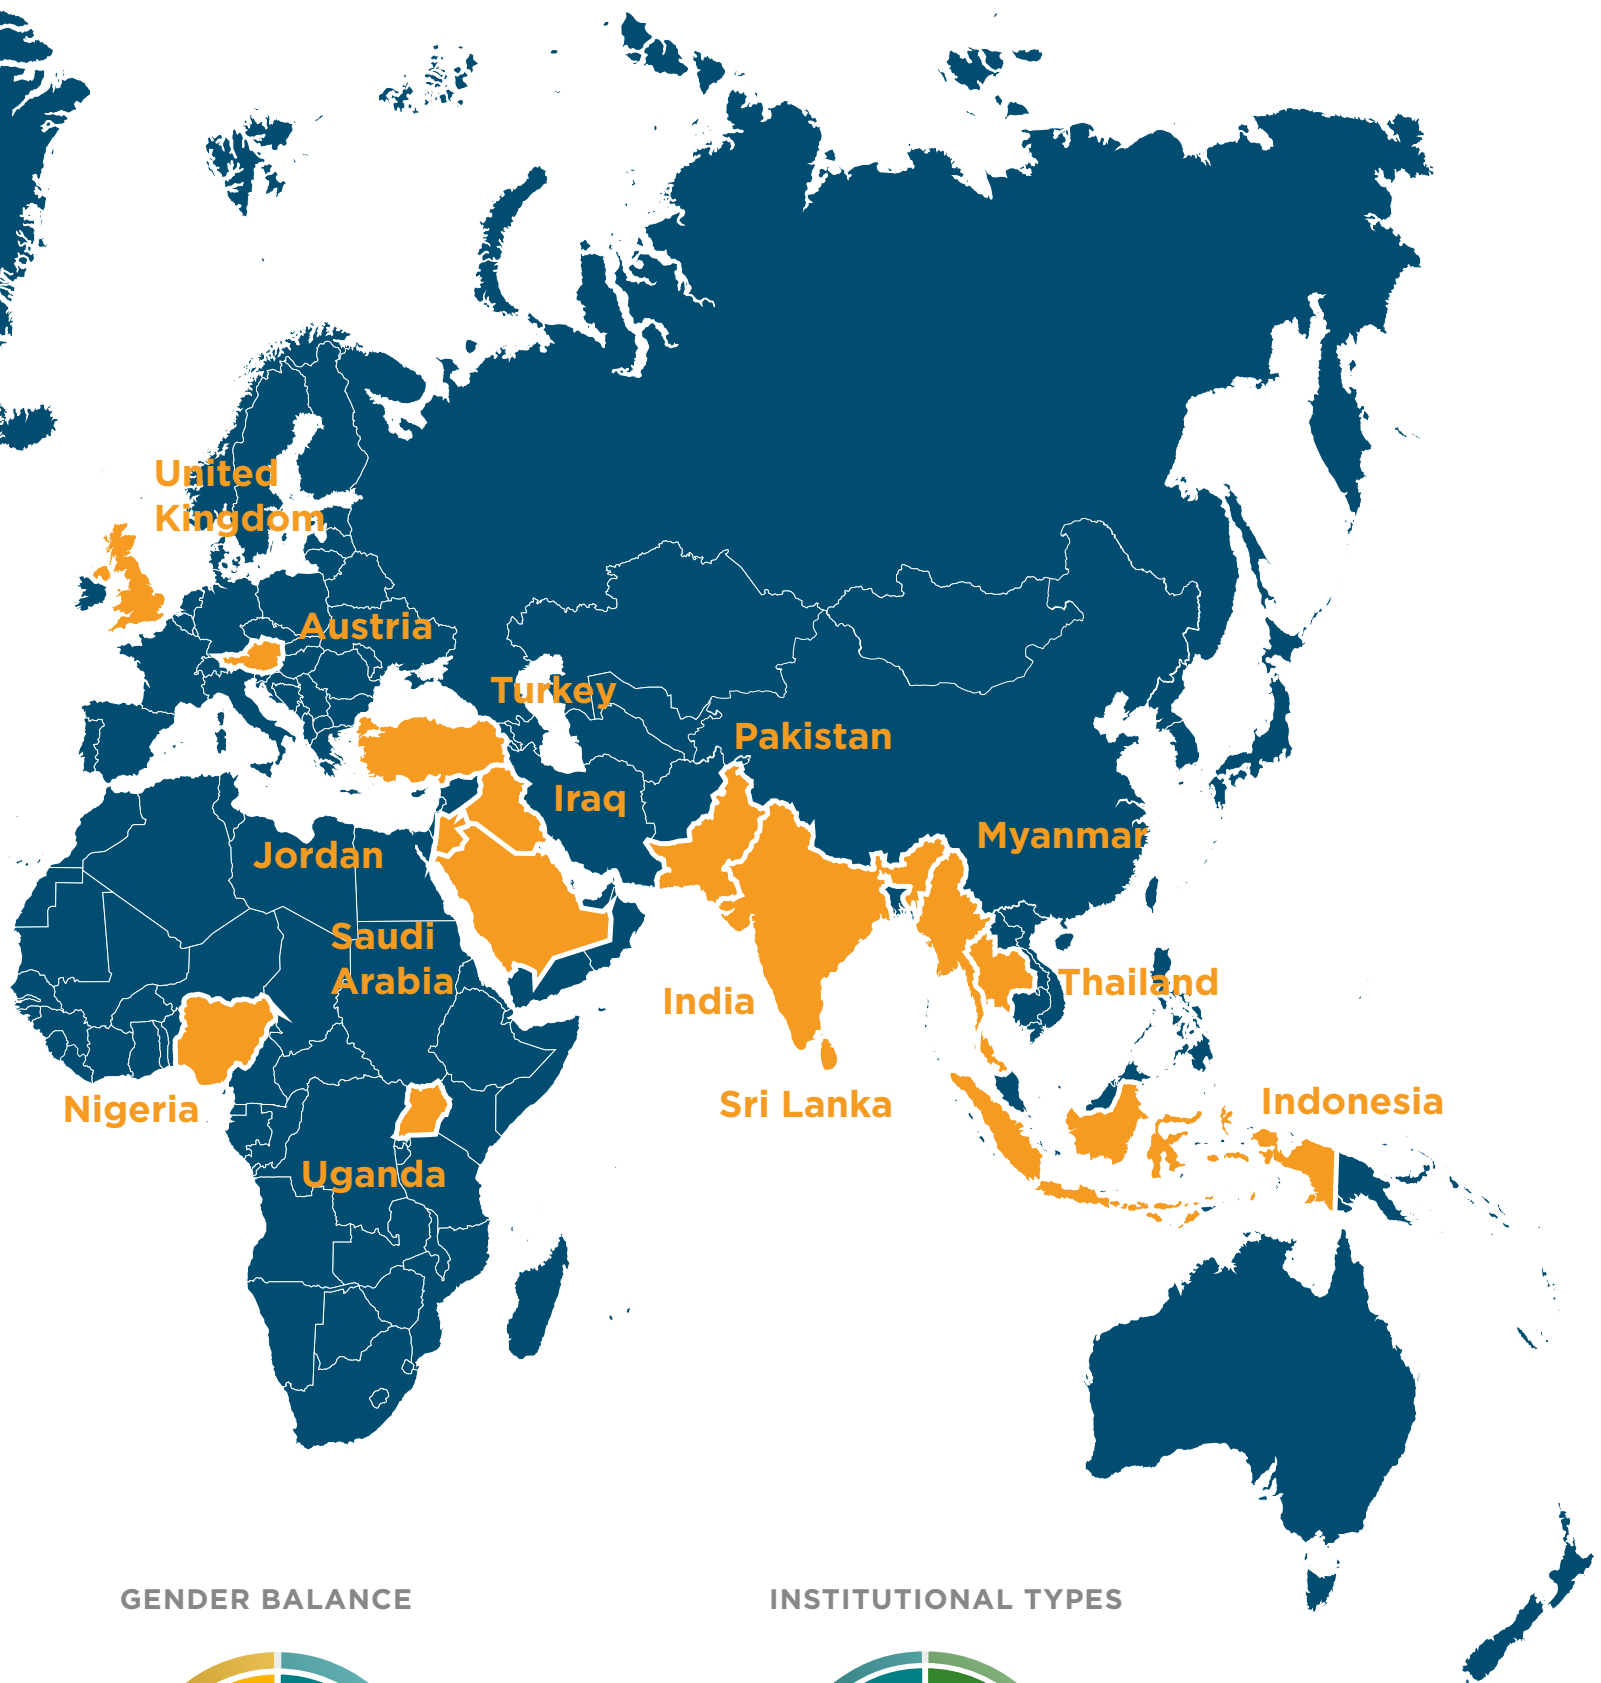 United
Kingdom
Austria
Turkey
Pakistan
Iraq
Myanmar
Jordan
Saudi
Arabia
Thailand
India
Indonesia
Sri Lanka
Nigeria
Uganda
GENDER BALANCE
INSTITUTIONAL TYPES